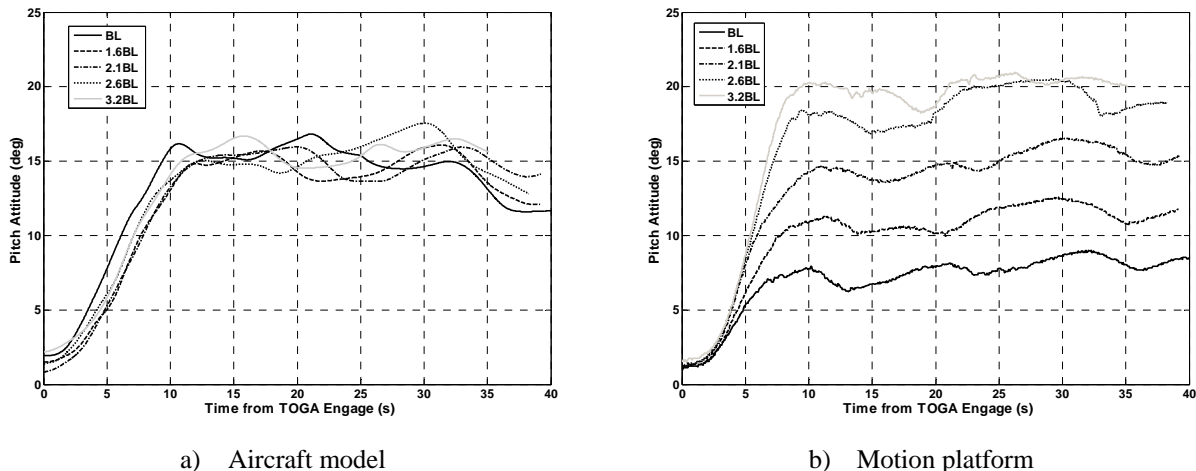 25
20
15
10
5
0
Pitch Attitude (deg)
BL
1.6BL
2.1BL
2.6BL
3.2BL
0 5 10 15 20 25 30 35 40
Time from TOGA Engage (s)
a) Aircraft model
25
20
15
10
5
0
Pitch Attitude (deg)
BL
1.6BL
2.1BL
2.6BL
3.2BL
0 5 10 15 20 25 30 35 40
Time from TOGA Engage (s)
b) Motion platform